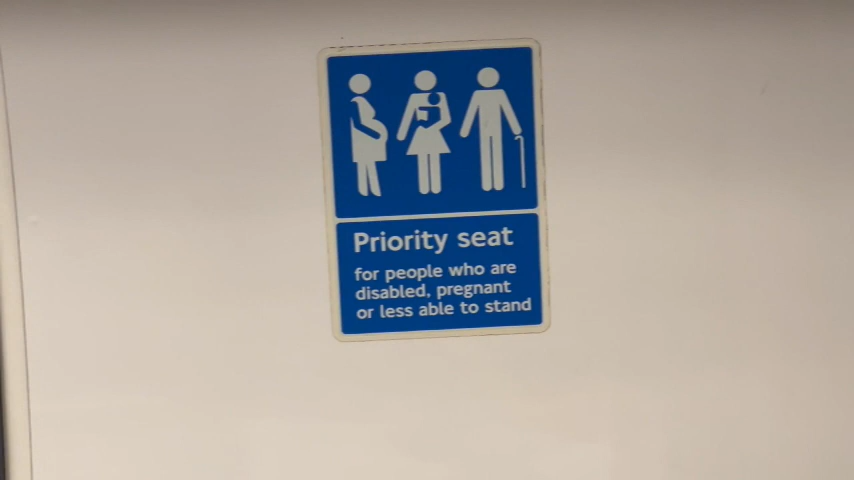 Priority seat
for people who are
disabled, pregnant
or less able to stand